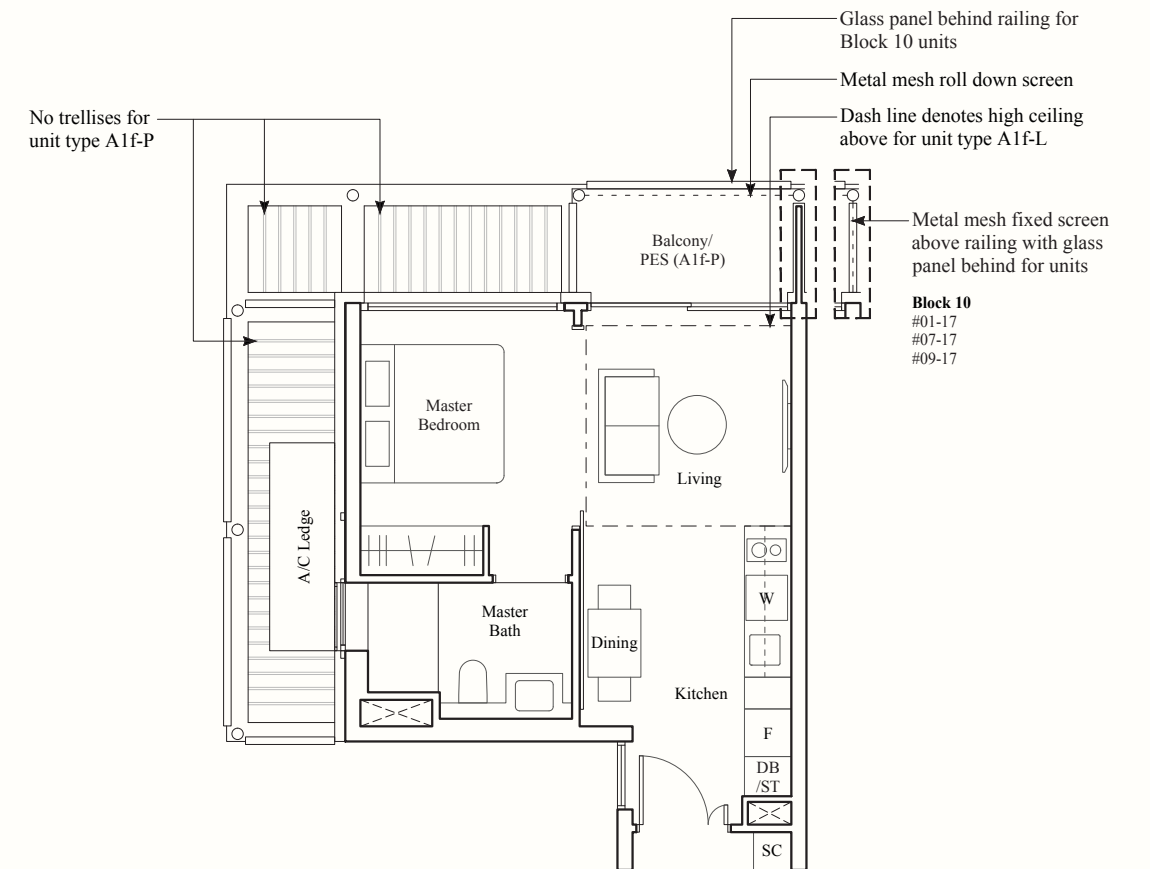 Glass panel behind railing for
Block 10 units
Metal mesh roll down screen
No trellises for
unit type A1f-P
Dash line denotes high ceiling
above for unit type A1f-L
Balcony/
PES (A1f-P)
Metal mesh fixed screen
above railing with glass
panel behind for units
Block 10
#01-17
#07-17
#09-17
Master
Bedroom
Living
A/C Ledge
W
Master
Bath
Dining
Kitchen
F
DB
/ST
SC